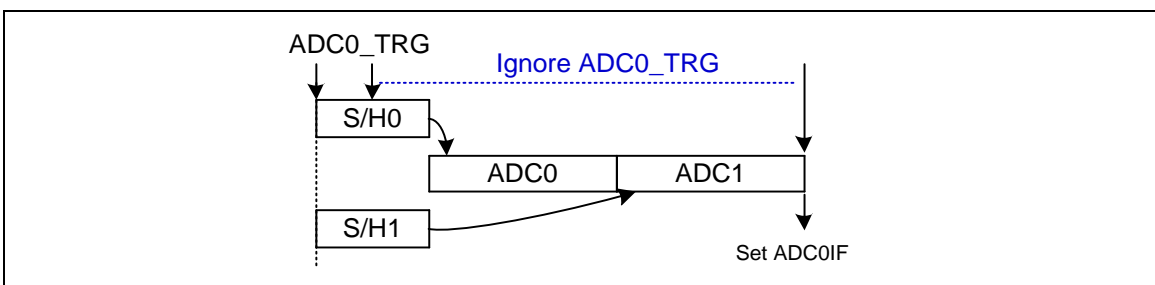 ADC0_TRG
Ignore ADC0_TRG
S/H0
ADC0 ADC1
S/H1
Set ADC0IF